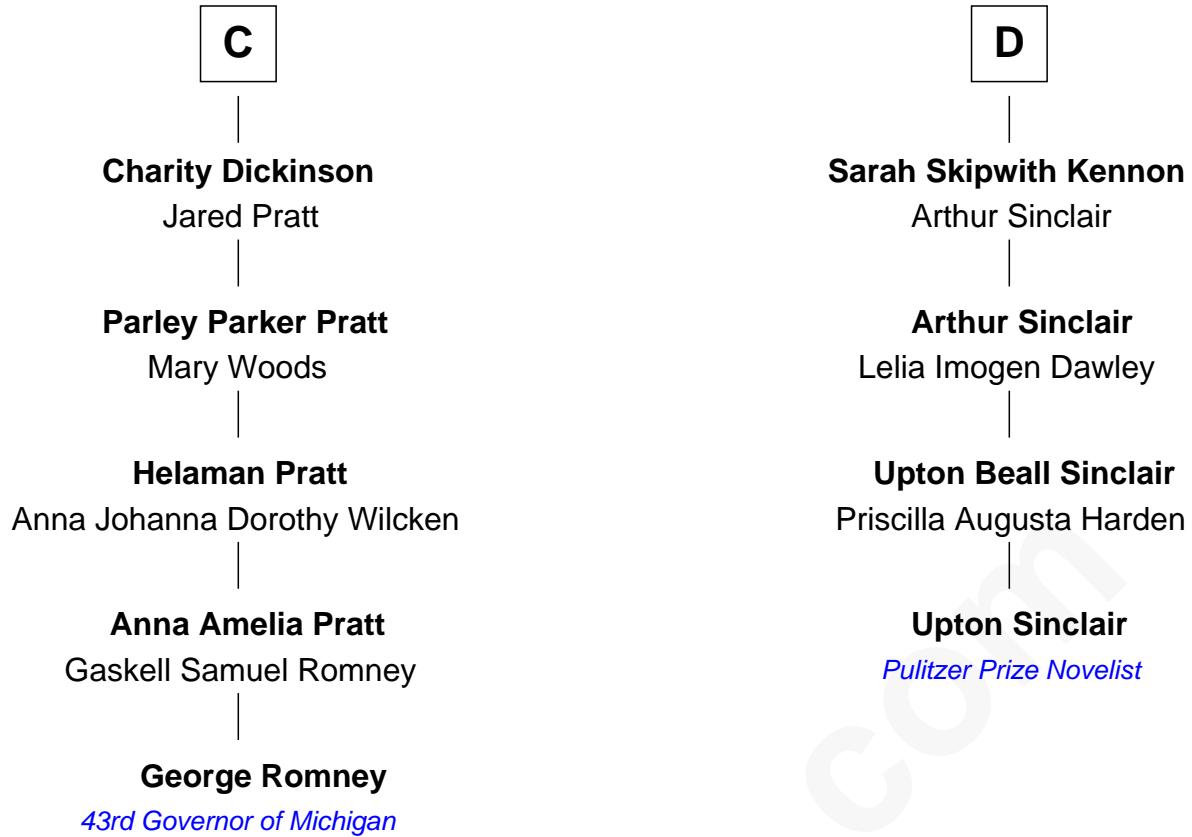 C
Charity Dickinson
Jared Pratt
Parley Parker Pratt
Mary Woods
Helaman Pratt
Anna Johanna Dorothy Wilcken
Anna Amelia Pratt
Gaskell Samuel Romney
George Romney
43rd Governor of Michigan
D
Sarah Skipwith Kennon
Arthur Sinclair
Arthur Sinclair
Lelia Imogen Dawley
Upton Beall Sinclair
Priscilla Augusta Harden
Upton Sinclair
Pulitzer Prize Novelist
com